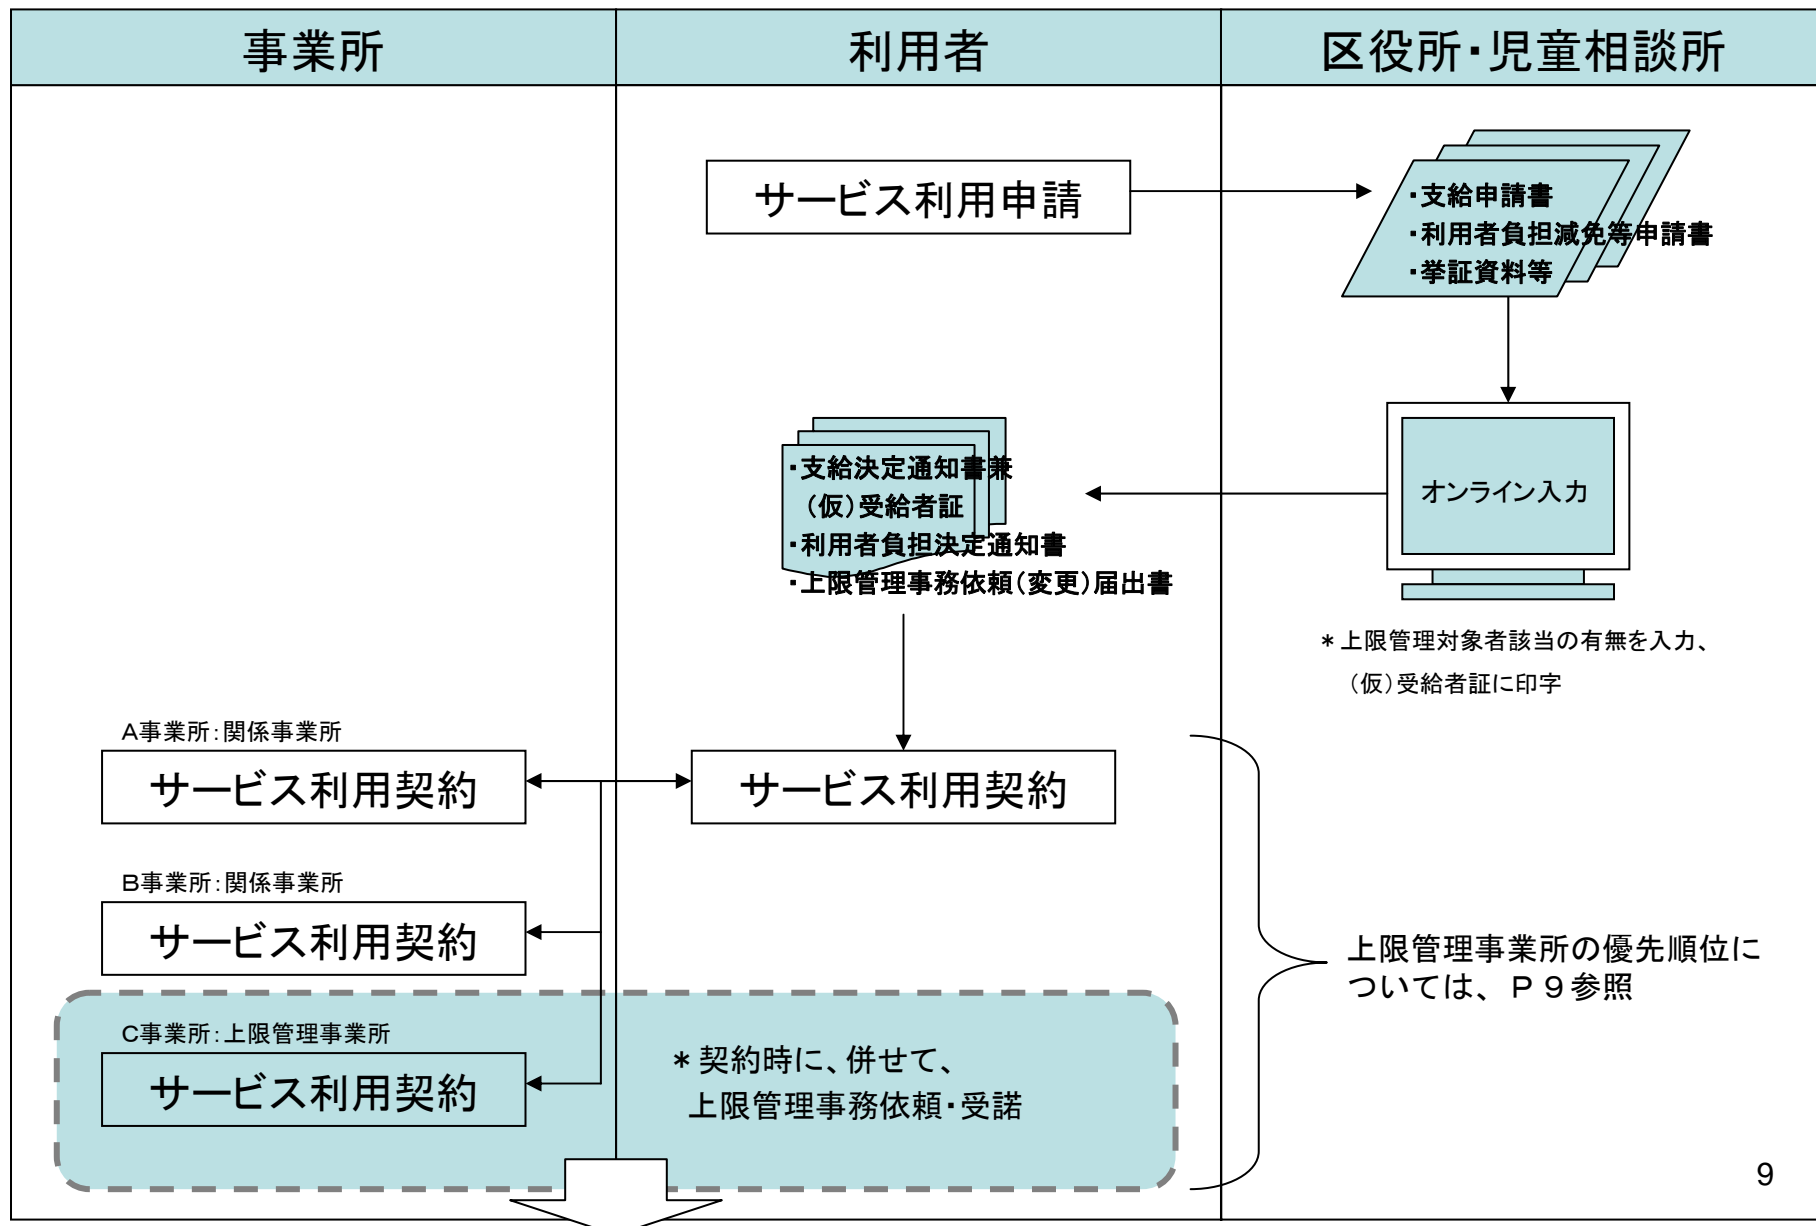 事業所
利用者
区役所・児童相談所
サービス利用申請
・支給申請書
・利用者負担減免等申請書
・挙証資料等
オンライン入力
＊上限管理対象者該当の有無を入力、
（仮）受給者証に印字
・支給決定通知書兼
（仮）受給者証
・利用者負担決定通知書
・上限管理事務依頼（変更）届出書
A事業所：関係事業所
サービス利用契約
サービス利用契約
B事業所：関係事業所
サービス利用契約
上限管理事業所の優先順位に
ついては、Ｐ９参照
C事業所：上限管理事業所
サービス利用契約
＊契約時に、併せて、
上限管理事務依頼・受諾
9